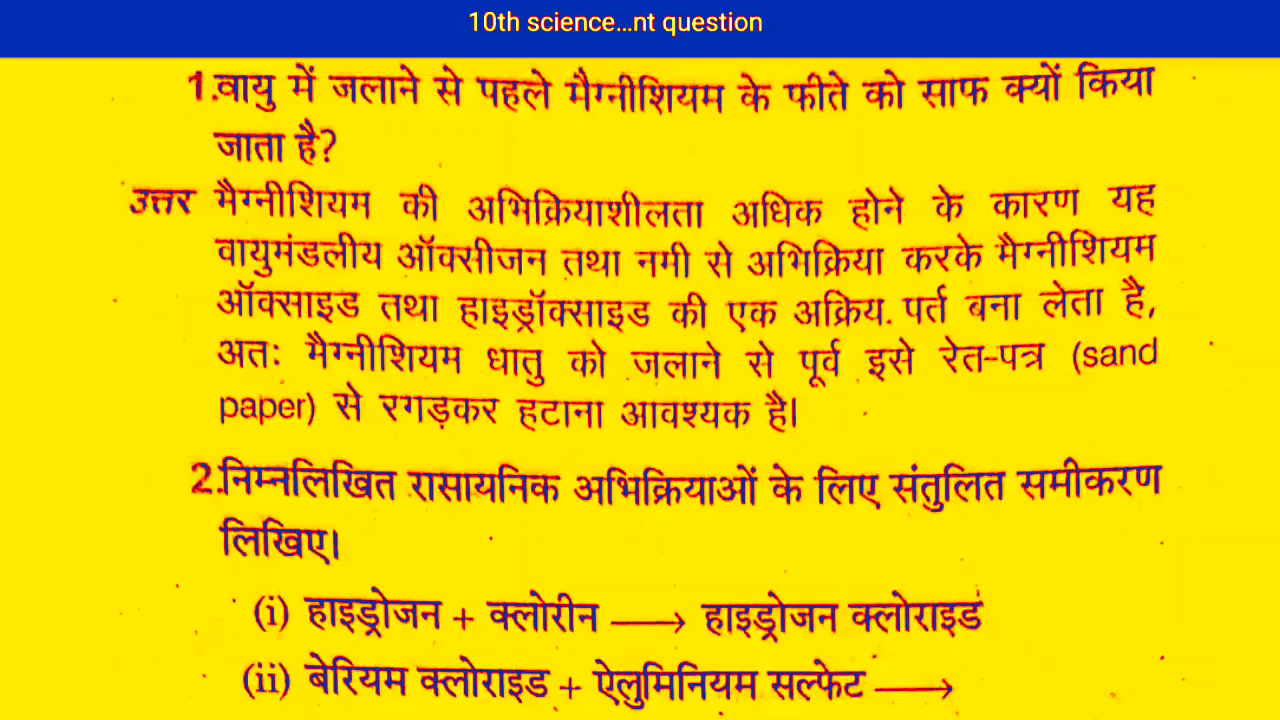 10th science...nt question
1.वायु में जलाने से पहले मैग्नीशियम के फीते को साफ क्यों किया
जाता है?
उत्तर मैग्नीशियम की अभिक्रियाशीलता अधिक होने के कारण यह
वायुमंडलीय ऑक्सीजन तथा नमी से अभिक्रिया करके मैग्नीशियम
ऑक्साइड तथा हाइड्रॉक्साइड की एक अक्रिय पर्त बना लेता है,
अतः मैग्नीशियम धातु को जलाने से पूर्व इसे रेत-पत्र (sand
paper) से रगड़कर हटाना आवश्यक है।
2.निम्नलिखित रासायनिक अभिक्रियाओं के लिए संतुलित समीकरण
लिखिए।
(i) हाइड्रोजन + क्लोरीन ⟶ हाइड्रोजन क्लोराइड
(ii) बेरियम क्लोराइड + ऐलुमिनियम सल्फेट ⟶